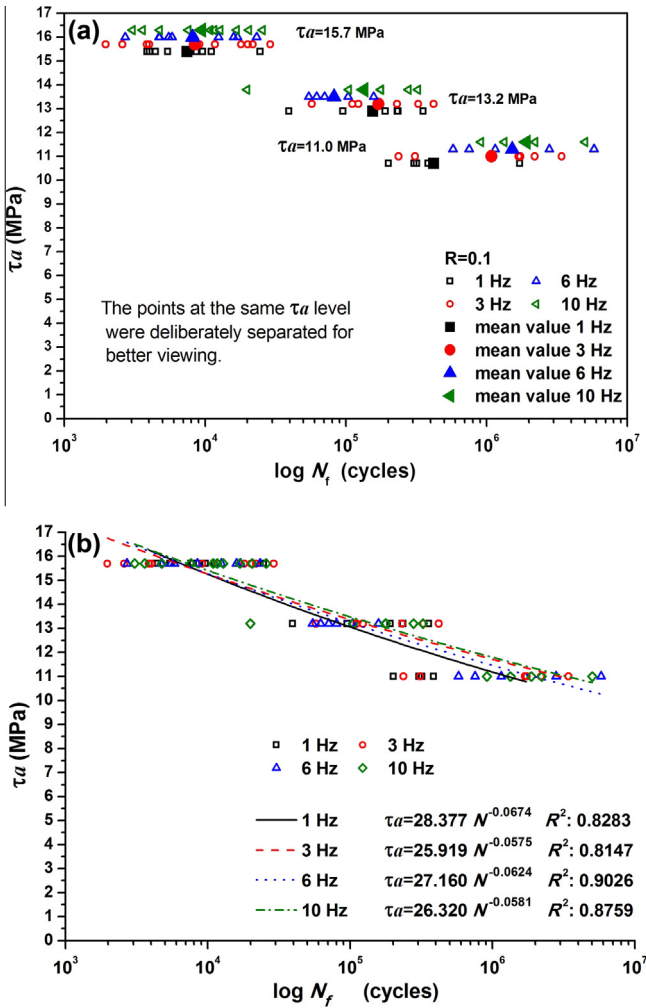 (a)
τa=15.7 MPa
τa=13.2 MPa
τa=11.0 MPa
17
16
15
14
13
12
11
10
9
8
7
6
5
4
3
2
1
0
τa (MPa)
R=0.1
1 Hz 6 Hz
3 Hz 10 Hz
mean value 1 Hz
mean value 3 Hz
mean value 6 Hz
mean value 10 Hz
The points at the same τa level
were deliberately separated for
better viewing.
10³ 10⁴ 10⁵ 10⁶ 10⁷
log Nf (cycles)
(b)
17
16
15
14
13
12
11
10
9
8
7
6
5
4
3
2
1
0
τa (MPa)
1 Hz 3 Hz
6 Hz 10 Hz
1 Hz τa=28.377 N^-0.0674 R²: 0.8283
3 Hz τa=25.919 N^-0.0575 R²: 0.8147
6 Hz τa=27.160 N^-0.0624 R²: 0.9026
10 Hz τa=26.320 N^-0.0581 R²: 0.8759
10³ 10⁴ 10⁵ 10⁶ 10⁷
log Nf (cycles)